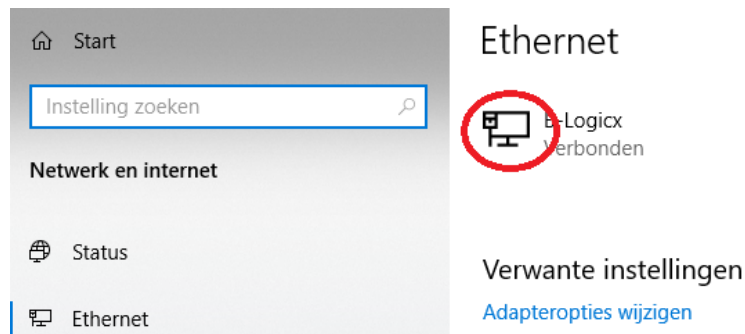 Start
Instelling zoeken
Netwerk en internet
Status
Ethernet
Ethernet
B-Logicx
Verbonden
Verwante instellingen
Adapteropties wijzigen